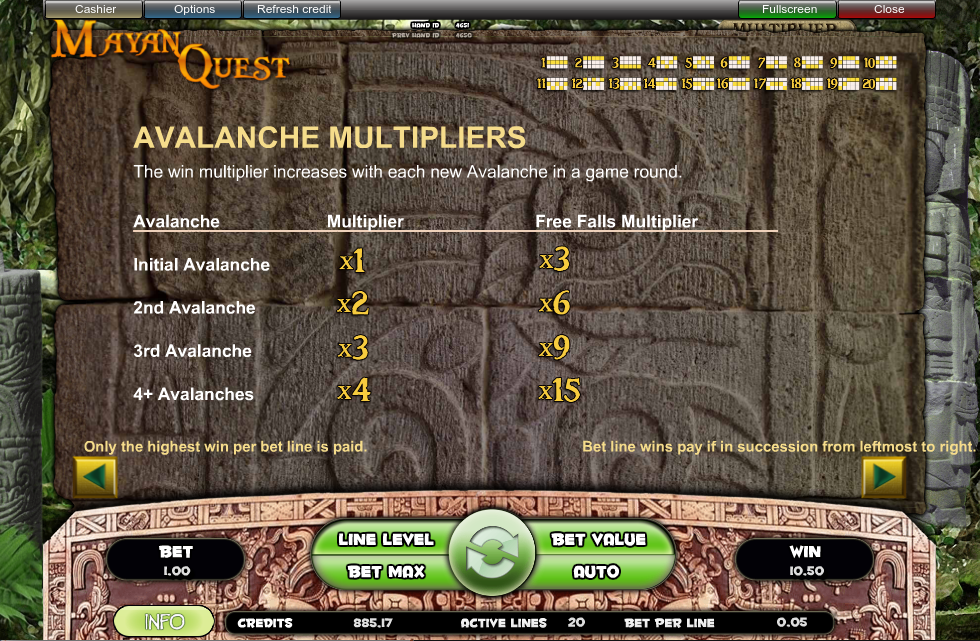 Cashier Options Refresh credit Fullscreen Close
HAND ID 4651
PREV HAND ID 4650
MULTIPLIER
MAYAN QUEST
1 2 3 4 5 6 7 8 9 10
11 12 13 14 15 16 17 18 19 20
AVALANCHE MULTIPLIERS
The win multiplier increases with each new Avalanche in a game round.
Avalanche Multiplier Free Falls Multiplier
Initial Avalanche x1 x3
2nd Avalanche x2 x6
3rd Avalanche x3 x9
4+ Avalanches x4 x15
Only the highest win per bet line is paid. Bet line wins pay if in succession from leftmost to right.
LINE LEVEL BET VALUE
BET WIN
1.00 BET MAX AUTO 10.50
INFO CREDITS 885.17 ACTIVE LINES 20 BET PER LINE 0.05